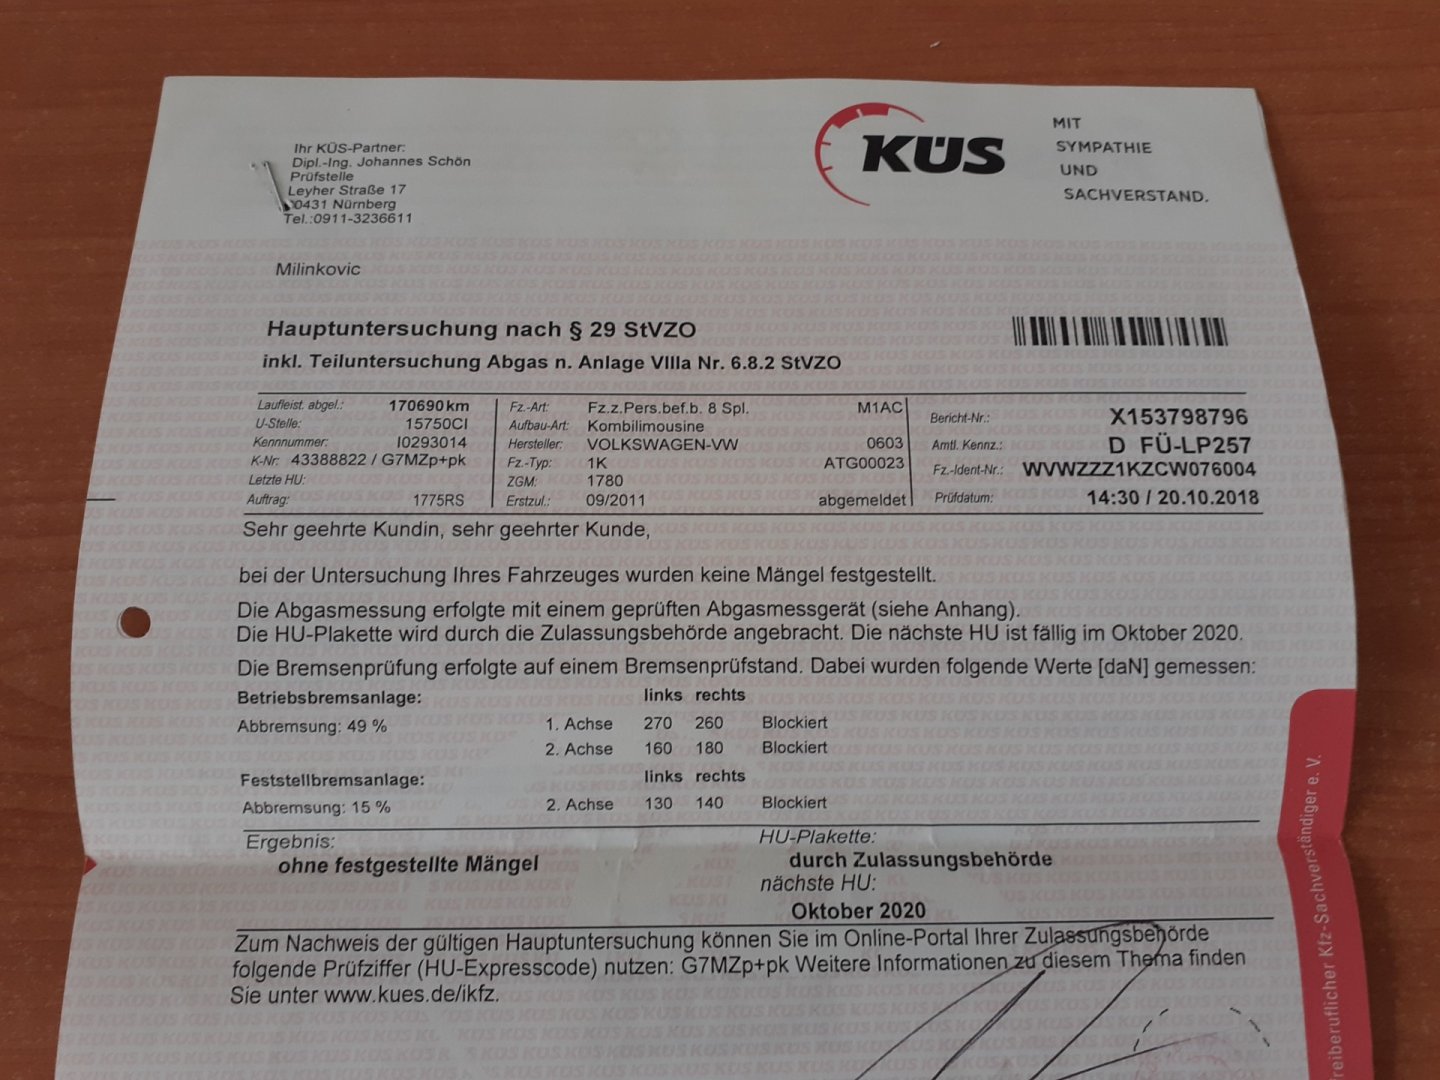 Ihr KÜS-Partner:
Dipl.-Ing. Johannes Schön
Prüfstelle
Leyher Straße 17
0431 Nürnberg
Tel.:0911-3236611
KÜS
MIT
SYMPATHIE
UND
SACHVERSTAND.
Milinkovic
Hauptuntersuchung nach § 29 StVZO
inkl. Teiluntersuchung Abgas n. Anlage VIIIa Nr. 6.8.2 StVZO
Laufleist. abgel.: 170690 km
U-Stelle: 15750CI
Kennnummer: I0293014
K-Nr: 43388822 / G7MZp+pk
Letzte HU:
Auftrag: 1775RS
Fz.-Art: Fz.z.Pers.bef.b. 8 Spl. M1AC
Aufbau-Art: Kombilimousine
Hersteller: VOLKSWAGEN-VW 0603
Fz.-Typ: 1K ATG00023
ZGM: 1780
Erstzul.: 09/2011 abgemeldet
Bericht-Nr.: X153798796
Amtl. Kennz.: D FÜ-LP257
Fz.-Ident-Nr.: WVWZZZ1KZCW076004
Prüfdatum: 14:30 / 20.10.2018
Sehr geehrte Kundin, sehr geehrter Kunde,
bei der Untersuchung Ihres Fahrzeuges wurden keine Mängel festgestellt.
Die Abgasmessung erfolgte mit einem geprüften Abgasmessgerät (siehe Anhang).
Die HU-Plakette wird durch die Zulassungsbehörde angebracht. Die nächste HU ist fällig im Oktober 2020.
Die Bremsenprüfung erfolgte auf einem Bremsenprüfstand. Dabei wurden folgende Werte [daN] gemessen:
Betriebsbremsanlage: links rechts
Abbremsung: 49 % 1. Achse 270 260 Blockiert
2. Achse 160 180 Blockiert
Feststellbremsanlage: links rechts
Abbremsung: 15 % 2. Achse 130 140 Blockiert
Ergebnis:
ohne festgestellte Mängel
HU-Plakette:
durch Zulassungsbehörde
nächste HU:
Oktober 2020
Zum Nachweis der gültigen Hauptuntersuchung können Sie im Online-Portal Ihrer Zulassungsbehörde
folgende Prüfziffer (HU-Expresscode) nutzen: G7MZp+pk Weitere Informationen zu diesem Thema finden
Sie unter www.kues.de/ikfz.
reiberuflicher Kfz-Sachverständiger e. V.